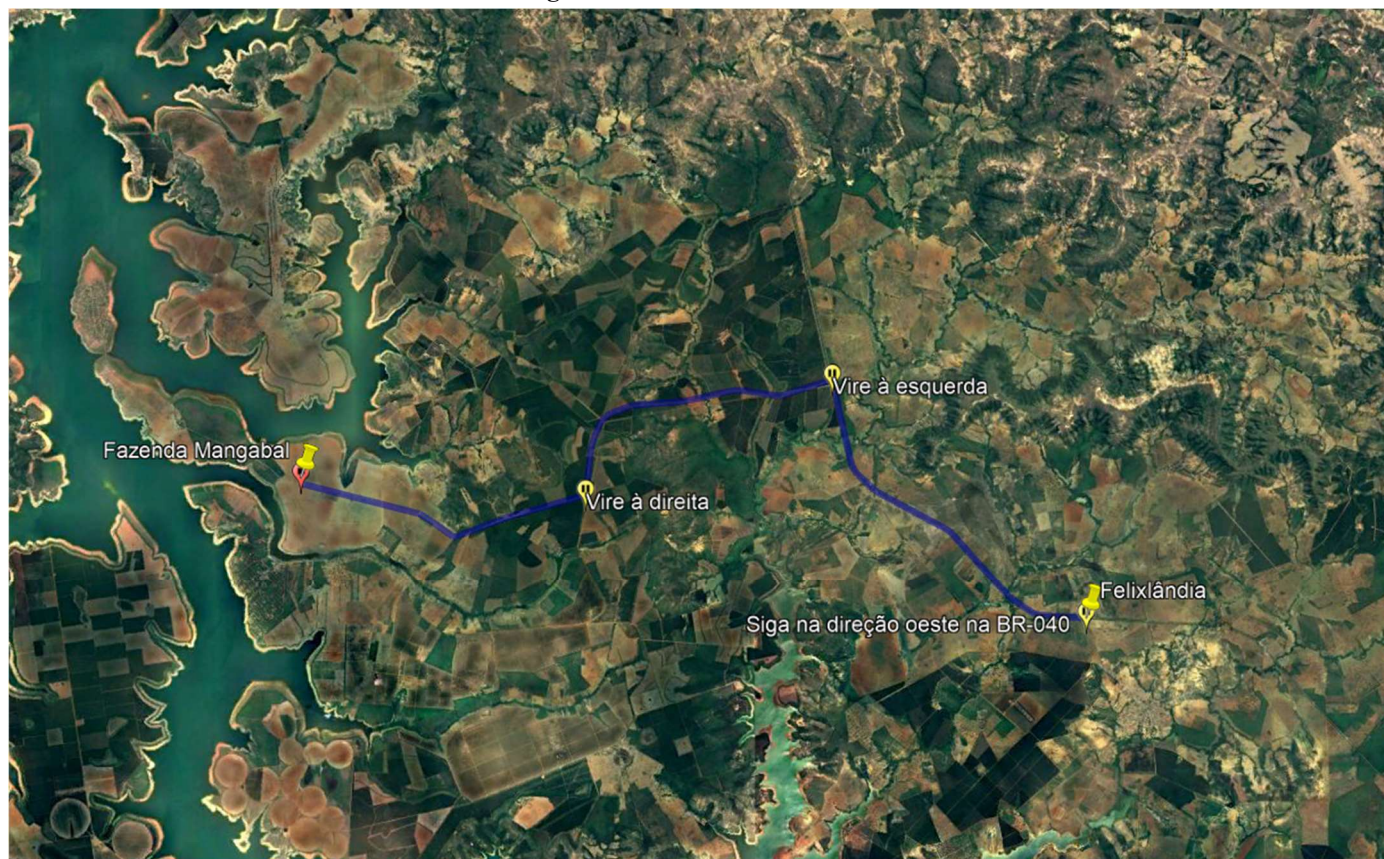 Vire à esquerda
Fazenda Mangabal
Vire à direita
Felixlândia
Siga na direção oeste na BR-040